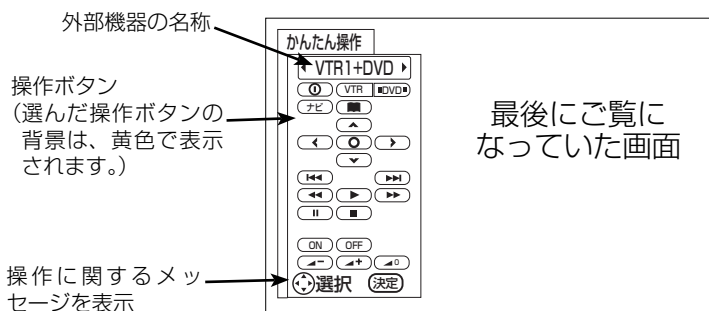 外部機器の名称
かんたん操作
VTR1+DVD
操作ボタン
(選んだ操作ボタンの
背景は、黄色で表示
されます。)
VTR
DVD
ナビ
ON
OFF
− + 0
選択 決定
操作に関するメッ
セージを表示
最後にご覧に
なっていた画面